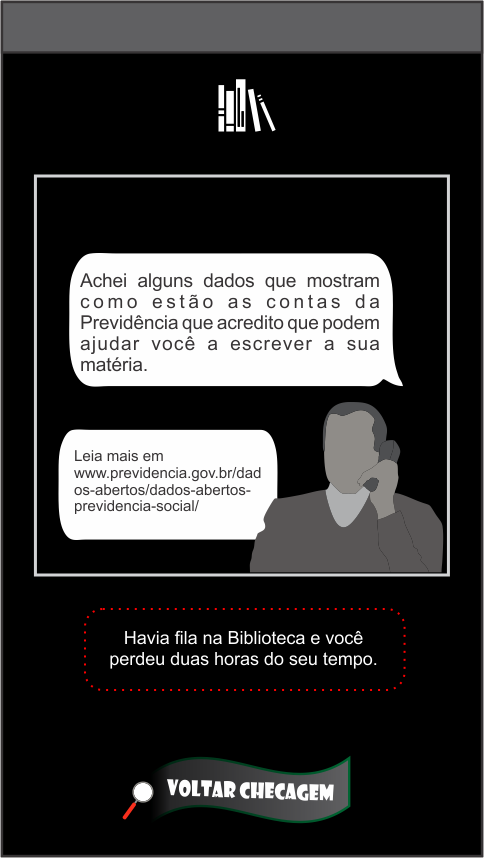 Achei alguns dados que mostram
como estão as contas da
Previdência que acredito que podem
ajudar você a escrever a sua
matéria.
Leia mais em
www.previdencia.gov.br/dad
os-abertos/dados-abertos-
previdencia-social/
Havia fila na Biblioteca e você
perdeu duas horas do seu tempo.
VOLTAR CHECAGEM